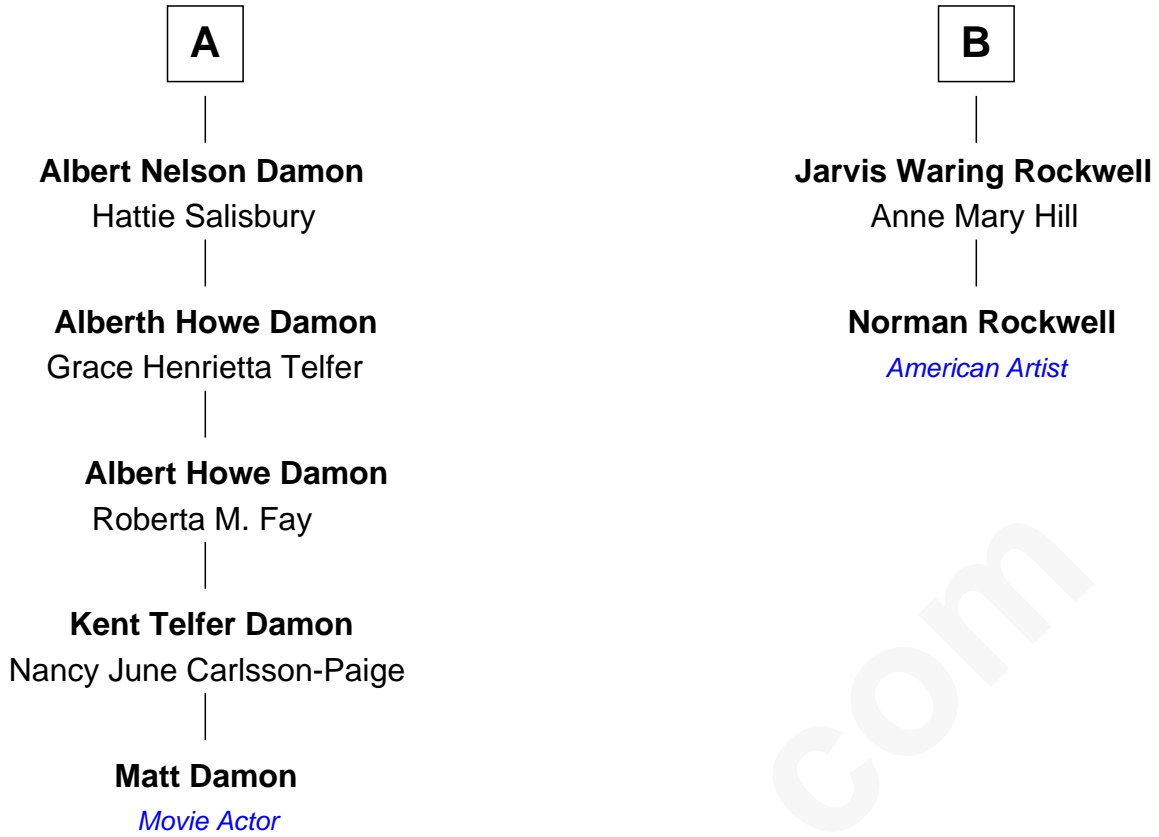 A
Albert Nelson Damon
Hattie Salisbury
Alberth Howe Damon
Grace Henrietta Telfer
Albert Howe Damon
Roberta M. Fay
Kent Telfer Damon
Nancy June Carlsson-Paige
Matt Damon
Movie Actor
B
Jarvis Waring Rockwell
Anne Mary Hill
Norman Rockwell
American Artist
com